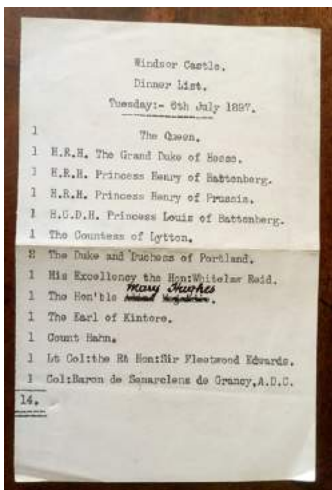 Windsor Castle.
Dinner List.
Tuesday:- 6th July 1897.
1 The Queen.
1 H.R.H. The Grand Duke of Hesse.
1 H.R.H. Princess Henry of Battenberg.
1 H.R.H. Princess Henry of Prussia.
1 H.G.D.H. Princess Louis of Battenberg.
1 The Countess of Lytton.
2 The Duke and Duchess of Portland.
1 His Excellency the Hon:Whitelaw Reid.
1 The Hon'ble Mary Hughes.
1 The Earl of Kintore.
1 Count Hahn.
1 Lt Col:the Rt Hon:Sir Fleetwood Edwards.
1 Col:Baron de Senarclens de Grancy,A.D.C.
14.